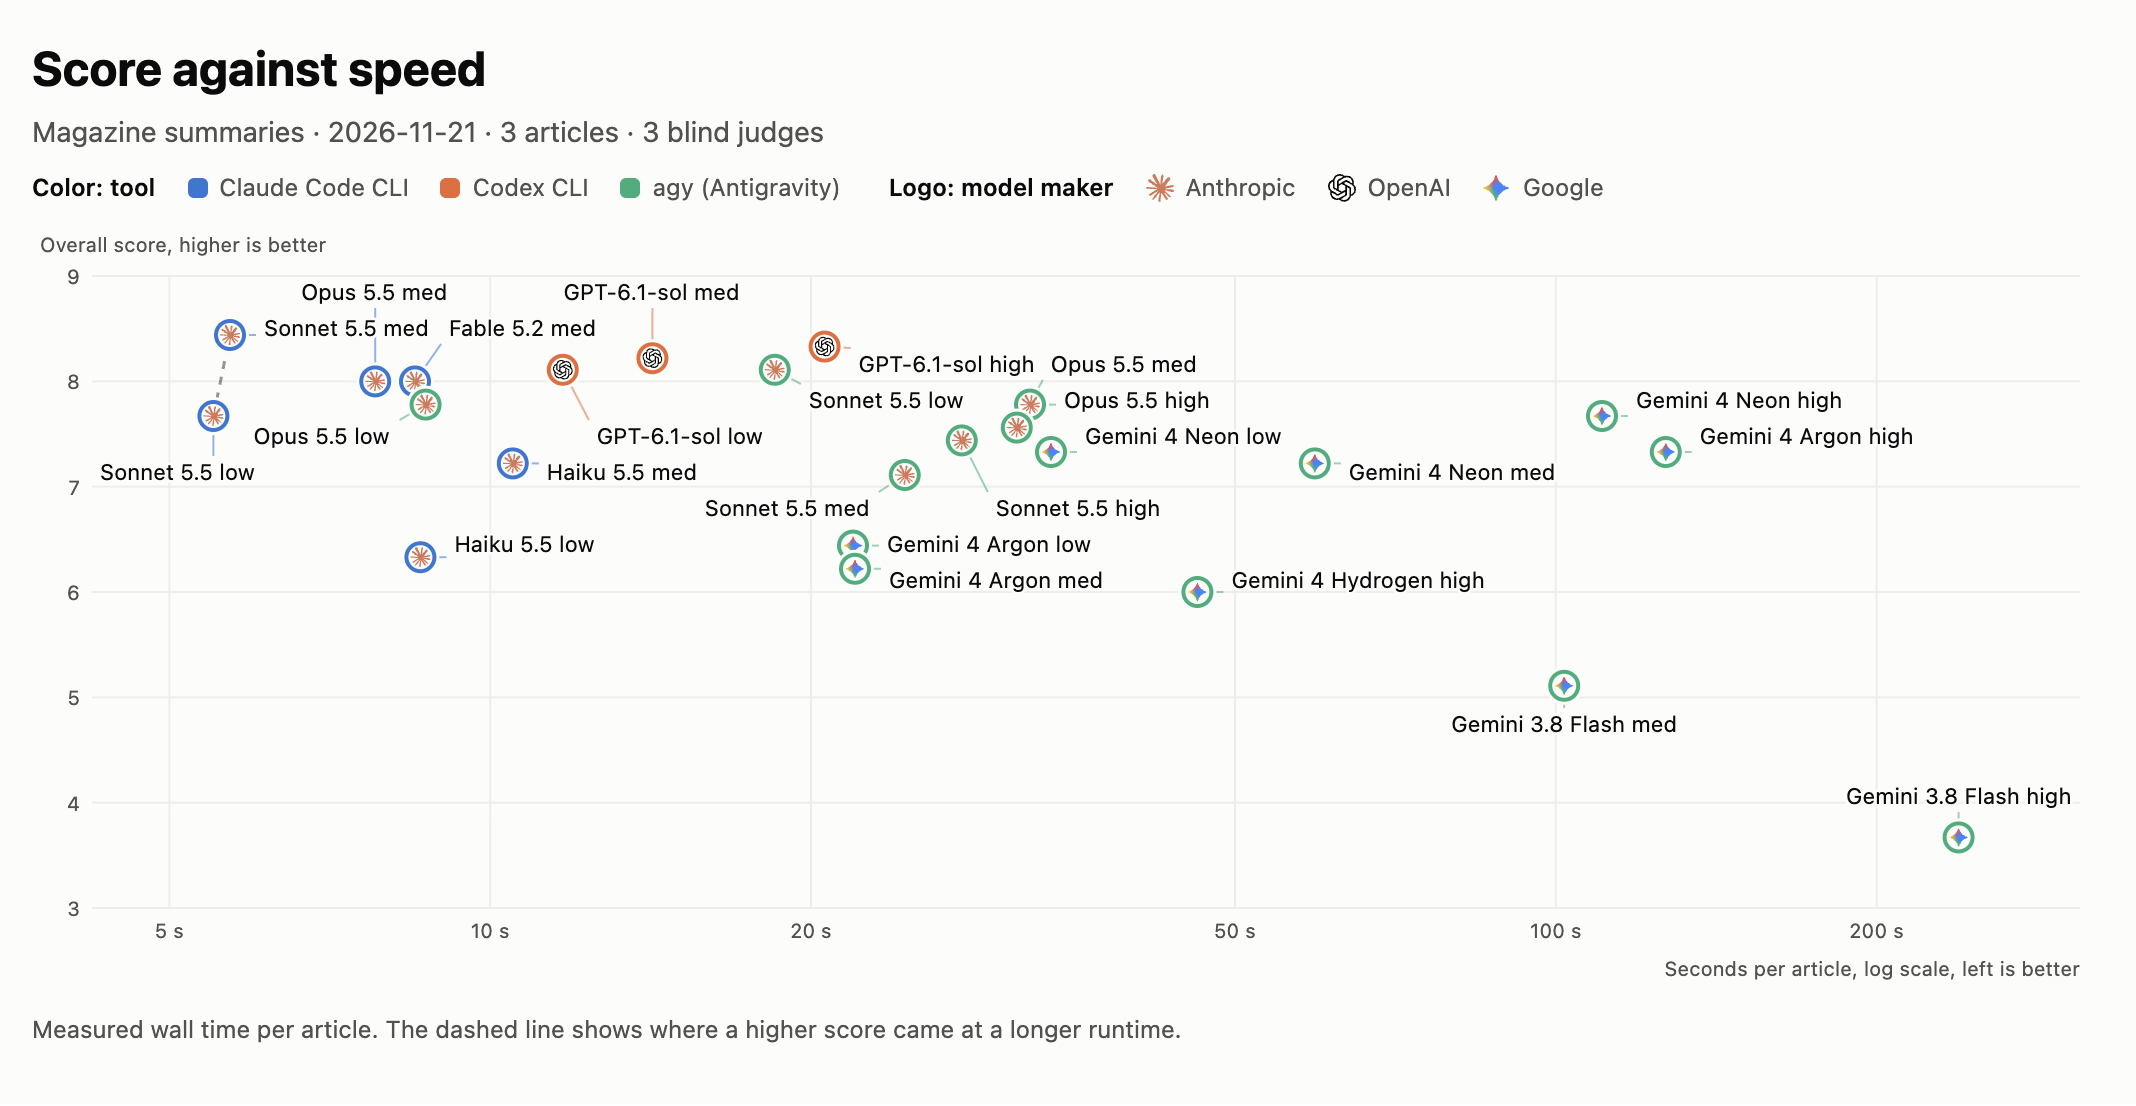 Score against speed
Magazine summaries · 2026-11-21 · 3 articles · 3 blind judges
Color: tool Claude Code CLI Codex CLI agy (Antigravity) Logo: model maker Anthropic OpenAI Google
Overall score, higher is better
9
Opus 5.5 med GPT-6.1-sol med
Sonnet 5.5 med Fable 5.2 med
GPT-6.1-sol high Opus 5.5 med
8
Sonnet 5.5 low Opus 5.5 high Gemini 4 Neon high
Opus 5.5 low GPT-6.1-sol low Gemini 4 Neon low Gemini 4 Argon high
Sonnet 5.5 low Haiku 5.5 med Gemini 4 Neon med
7
Sonnet 5.5 med Sonnet 5.5 high
Haiku 5.5 low Gemini 4 Argon low
Gemini 4 Argon med Gemini 4 Hydrogen high
6
5
Gemini 3.8 Flash med
Gemini 3.8 Flash high
4
3
5 s 10 s 20 s 50 s 100 s 200 s
Seconds per article, log scale, left is better
Measured wall time per article. The dashed line shows where a higher score came at a longer runtime.